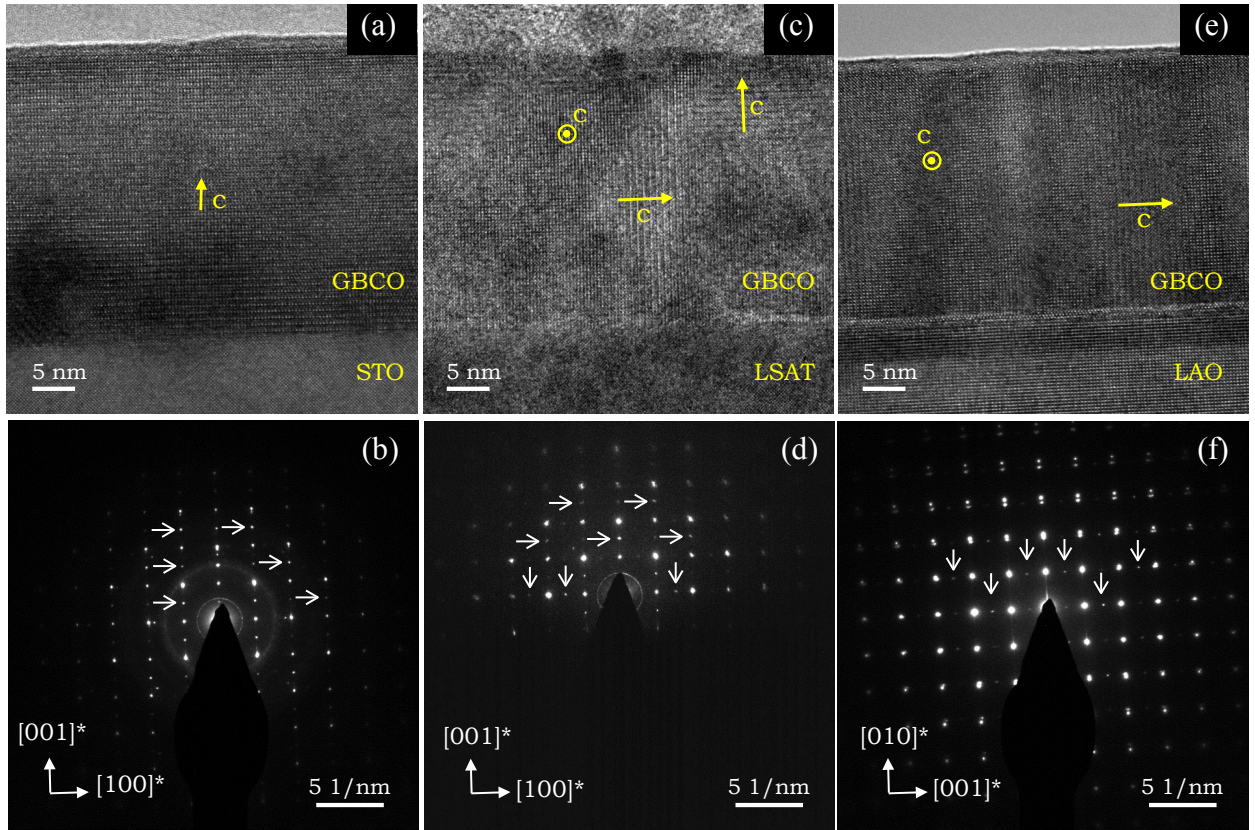 (a)
c
GBCO
5 nm
STO
(c)
c
c
c
GBCO
5 nm
LSAT
(e)
c
c
GBCO
5 nm
LAO
(b)
[001]*
[100]*
5 1/nm
(d)
[001]*
[100]*
5 1/nm
(f)
[010]*
[001]*
5 1/nm